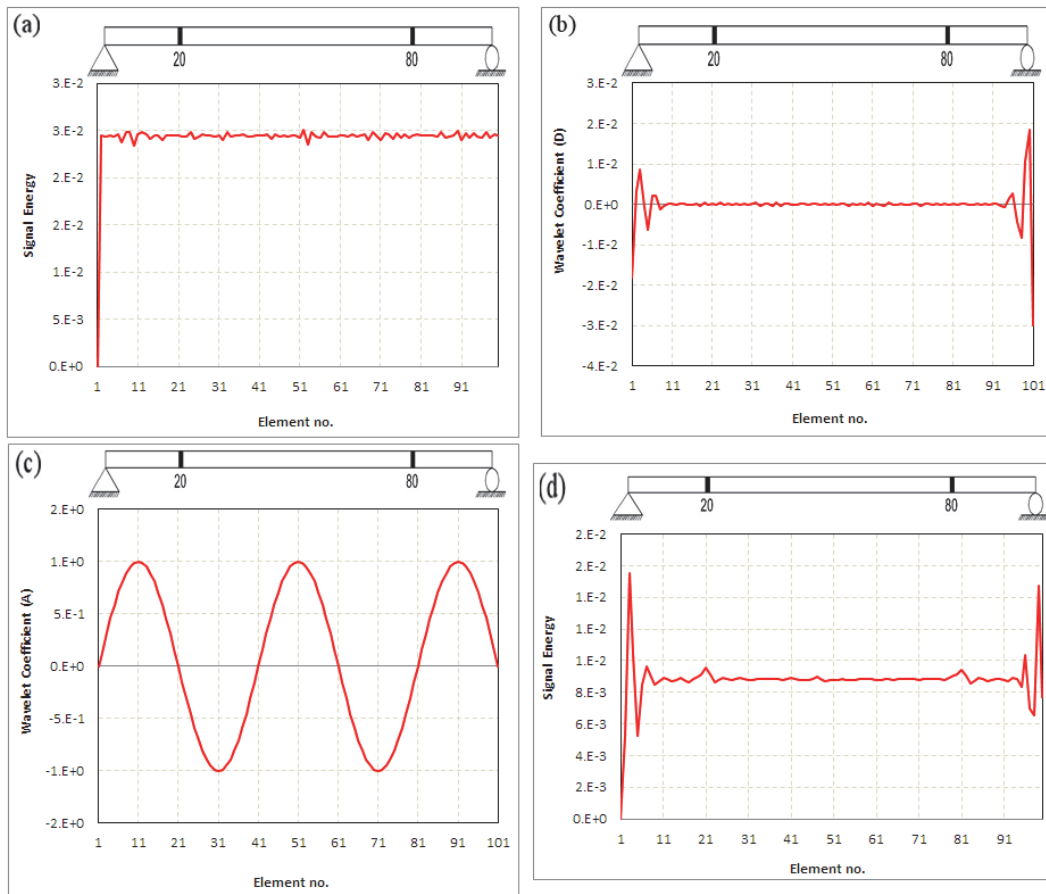 (a)
20 80
3.E-2
3.E-2
2.E-2
2.E-2
1.E-2
5.E-3
0.E+0
Signal Energy
1 11 21 31 41 51 61 71 81 91
Element no.
(b)
20 80
3.E-2
2.E-2
1.E-2
0.E+0
-1.E-2
-2.E-2
-3.E-2
-4.E-2
Wavelet Coefficient (D)
1 11 21 31 41 51 61 71 81 91 101
Element no.
(c)
20 80
2.E+0
1.E+0
5.E-1
0.E+0
-5.E-1
-1.E+0
-2.E+0
Wavelet Coefficient (A)
1 11 21 31 41 51 61 71 81 91 101
Element no.
(d)
20 80
2.E-2
2.E-2
1.E-2
1.E-2
1.E-2
8.E-3
6.E-3
4.E-3
2.E-3
0.E+0
Signal Energy
1 11 21 31 41 51 61 71 81 91
Element no.